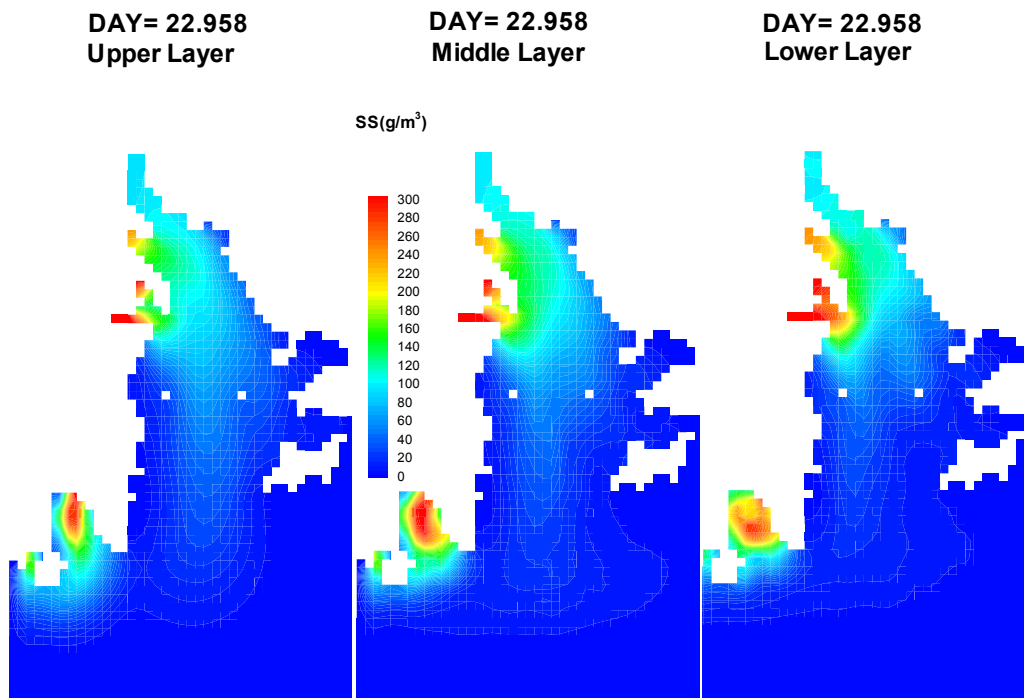 DAY= 22.958
Upper Layer
DAY= 22.958
Middle Layer
DAY= 22.958
Lower Layer
SS(g/m³)
300
280
260
240
220
200
180
160
140
120
100
80
60
40
20
0